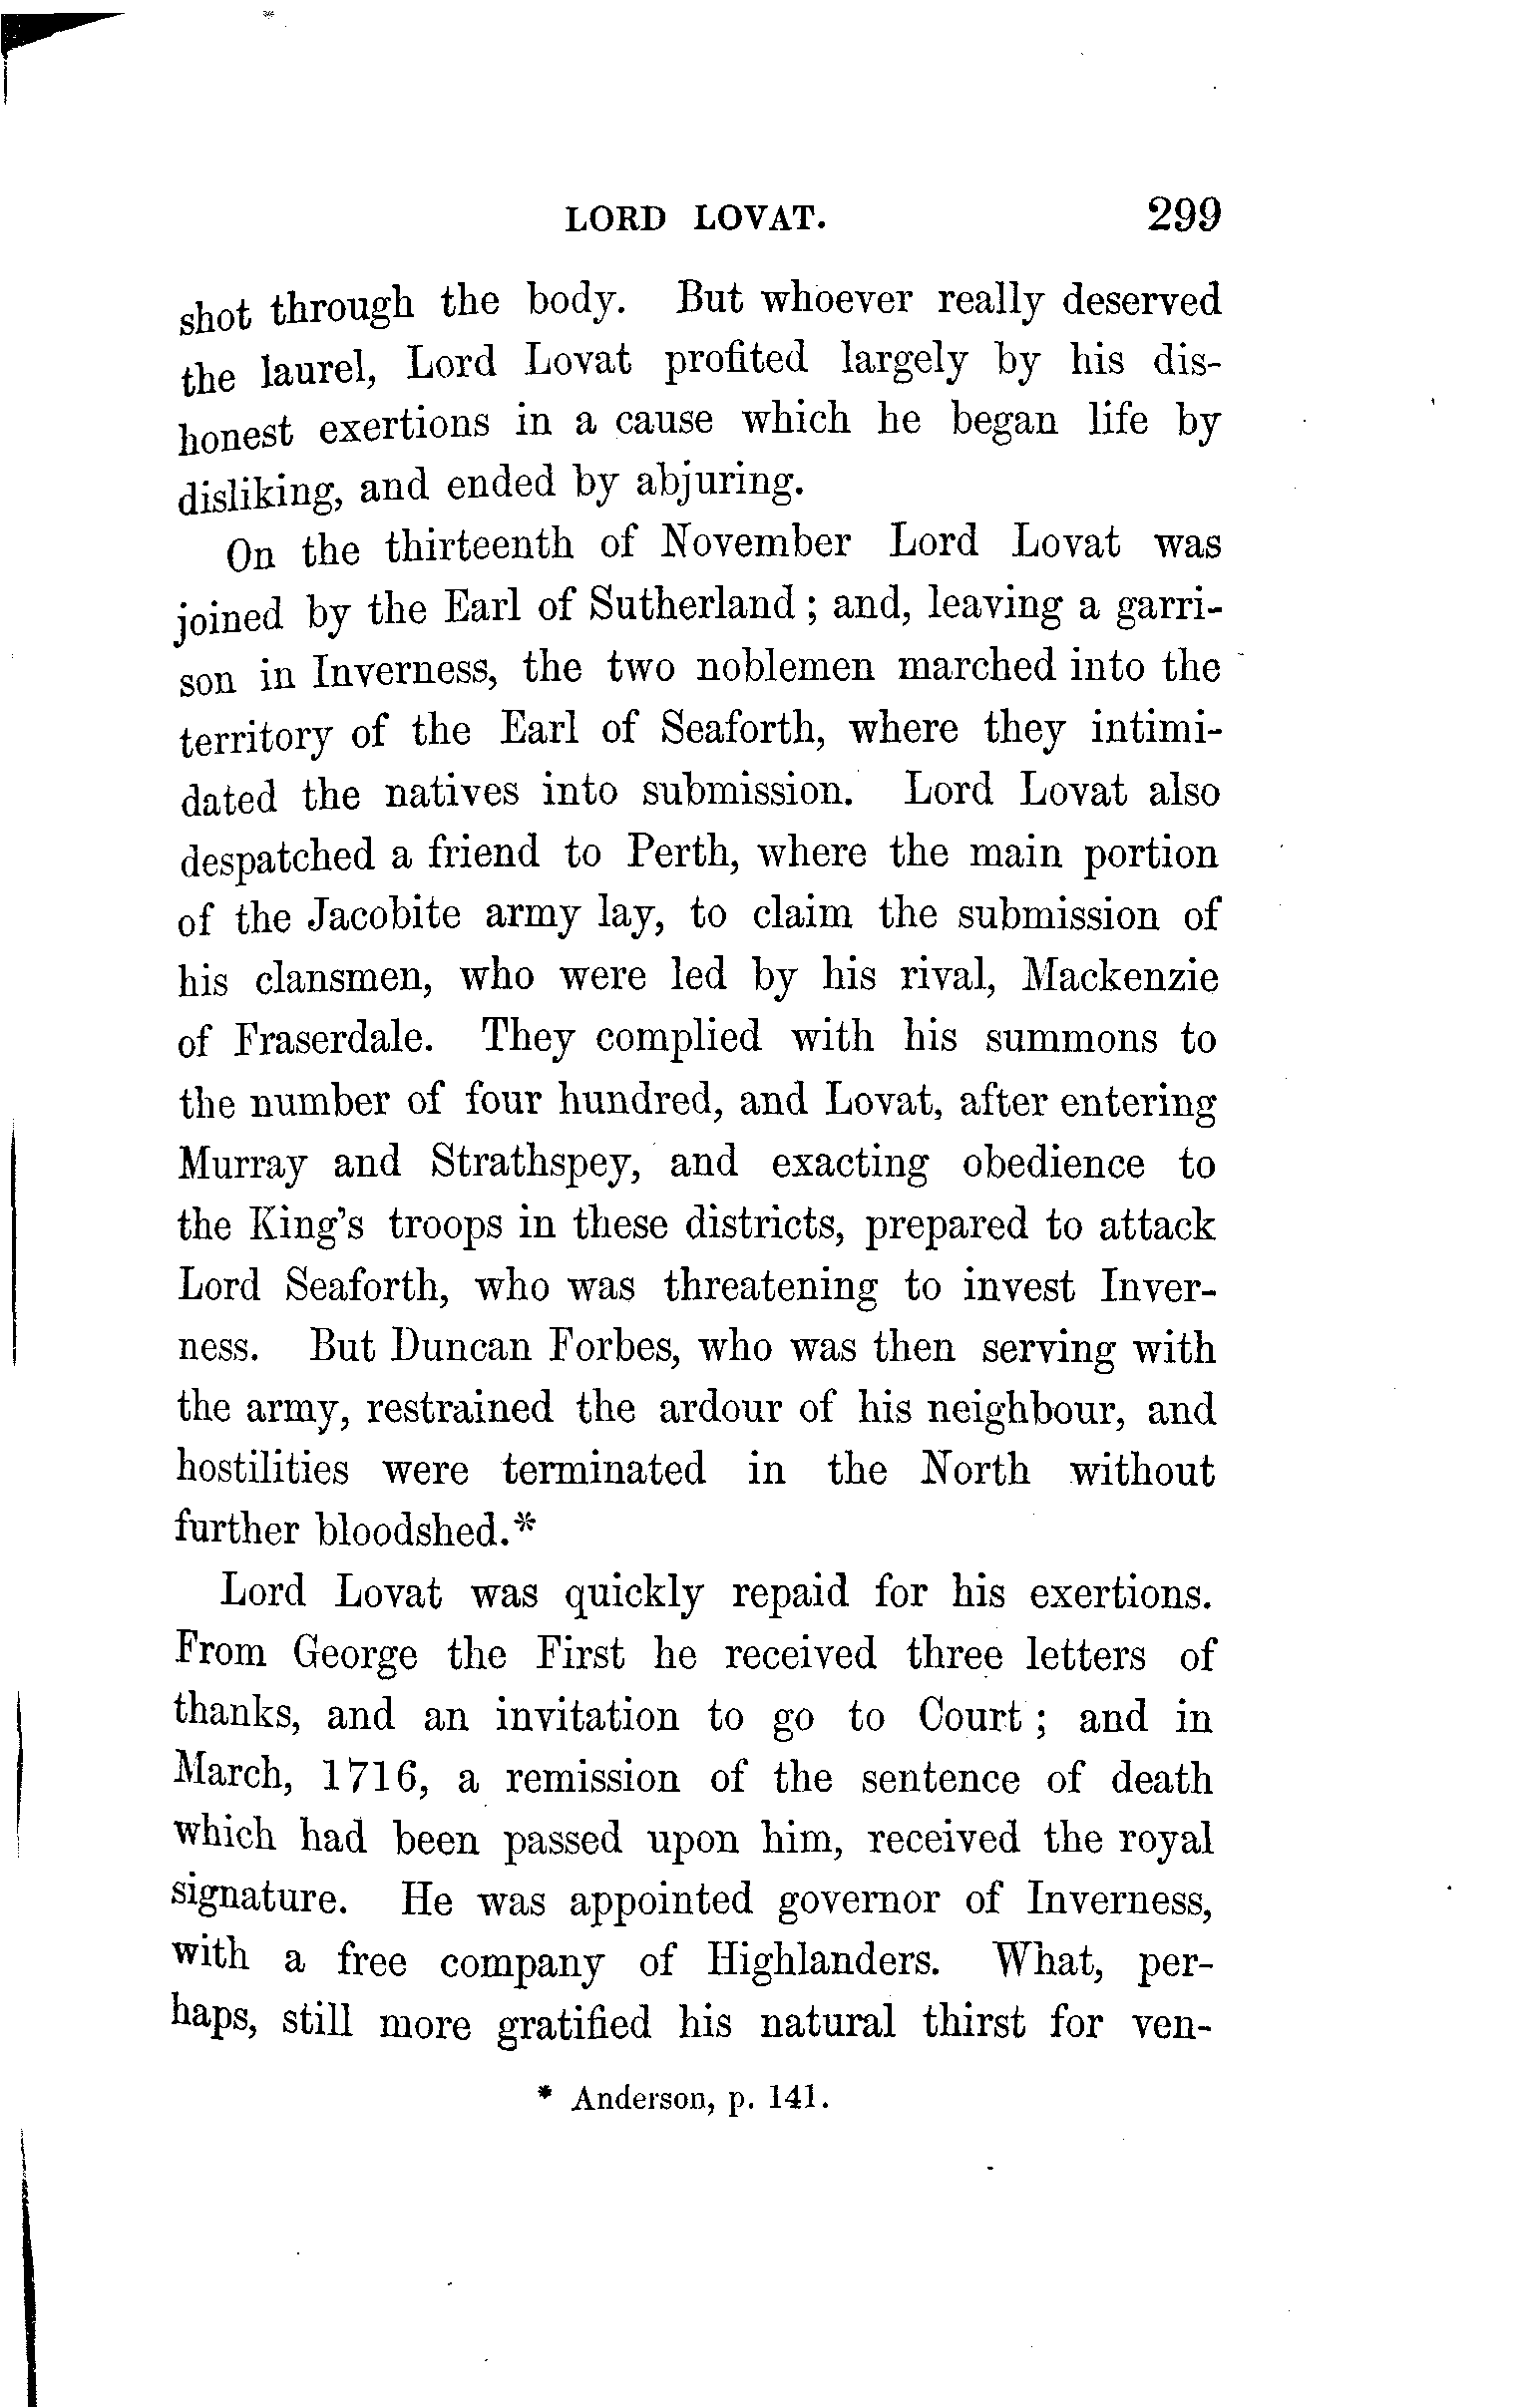 LORD LOVAT. 299
shot through the body. But whoever really deserved
the laurel, Lord Lovat profited largely by his dis-
honest exertions in a cause which he began life by
disliking, and ended by abjuring.
On the thirteenth of November Lord Lovat was
joined by the Earl of Sutherland; and, leaving a garri-
son in Inverness, the two noblemen marched into the
territory of the Earl of Seaforth, where they intimi-
dated the natives into submission. Lord Lovat also
despatched a friend to Perth, where the main portion
of the Jacobite army lay, to claim the submission of
his clansmen, who were led by his rival, Mackenzie
of Fraserdale. They complied with his summons to
the number of four hundred, and Lovat, after entering
Murray and Strathspey, and exacting obedience to
the King's troops in these districts, prepared to attack
Lord Seaforth, who was threatening to invest Inver-
ness. But Duncan Forbes, who was then serving with
the army, restrained the ardour of his neighbour, and
hostilities were terminated in the North without
further bloodshed.*
Lord Lovat was quickly repaid for his exertions.
From George the First he received three letters of
thanks, and an invitation to go to Court; and in
March, 1716, a remission of the sentence of death
which had been passed upon him, received the royal
signature. He was appointed governor of Inverness,
with a free company of Highlanders. What, per-
haps, still more gratified his natural thirst for ven-
* Anderson, p. 141.